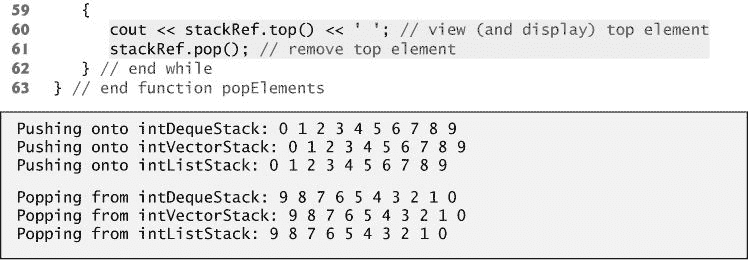 59 {
60 cout << stackRef.top() << ' '; // view (and display) top element
61 stackRef.pop(); // remove top element
62 } // end while
63 } // end function popElements
Pushing onto intDequeStack: 0 1 2 3 4 5 6 7 8 9
Pushing onto intVectorStack: 0 1 2 3 4 5 6 7 8 9
Pushing onto intListStack: 0 1 2 3 4 5 6 7 8 9
Popping from intDequeStack: 9 8 7 6 5 4 3 2 1 0
Popping from intVectorStack: 9 8 7 6 5 4 3 2 1 0
Popping from intListStack: 9 8 7 6 5 4 3 2 1 0